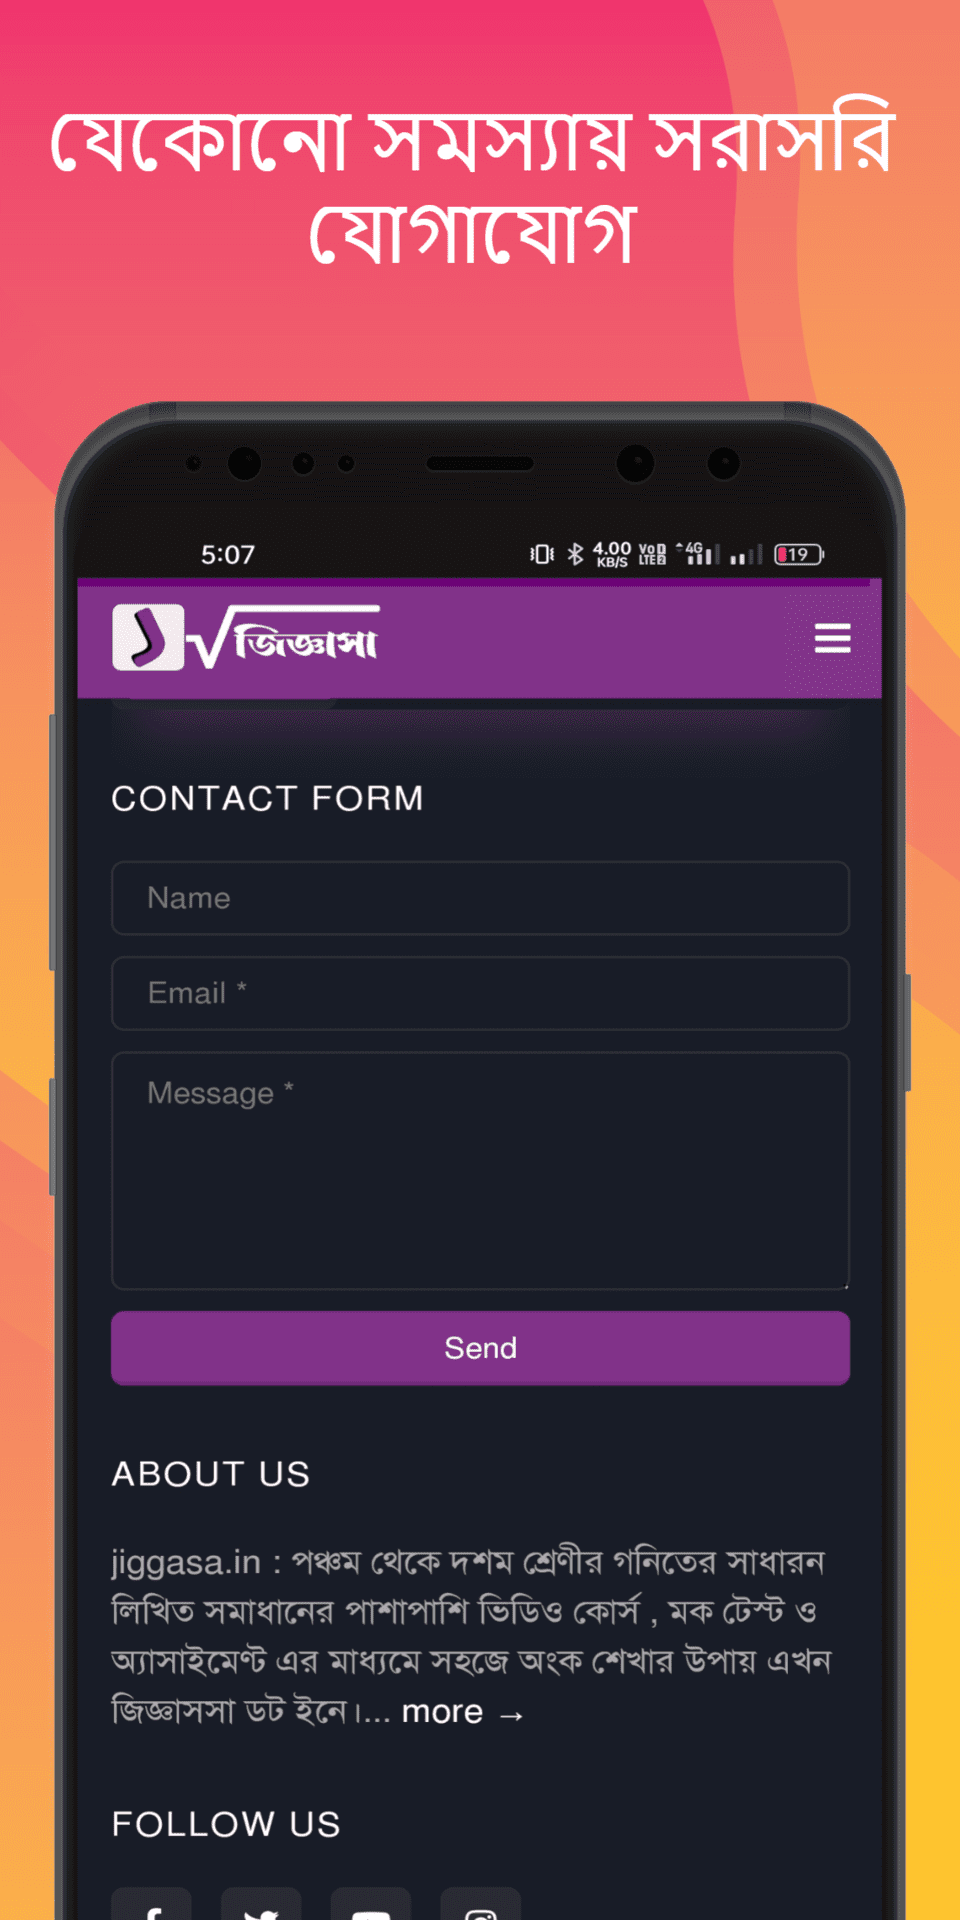 যেকোনো সমস্যায় সরাসরি
যোগাযোগ
5:07 4.00 KB/S VoLTE 2 4G 19
জিজ্ঞাসা
CONTACT FORM
Name
Email *
Message *
Send
ABOUT US
jiggasa.in : পঞ্চম থেকে দশম শ্রেণীর গনিতের সাধারন
লিখিত সমাধানের পাশাপাশি ভিডিও কোর্স , মক টেস্ট ও
অ্যাসাইমেন্ট এর মাধ্যমে সহজে অংক শেখার উপায় এখন
জিজ্ঞাসসা ডট ইনে।... more →
FOLLOW US